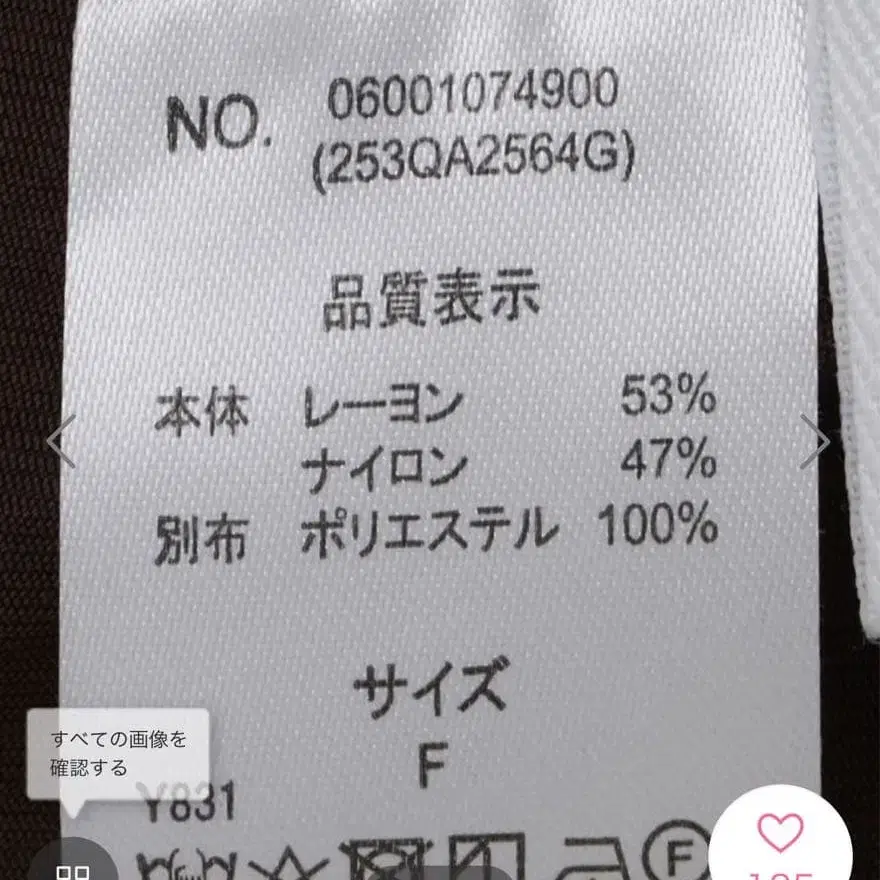 NO. 06001074900
(253QA2564G)
品質表示
本体 レーヨン 53%
ナイロン 47%
別布 ポリエステル 100%
サイズ
F
すべての画像を
確認する
Y831
F